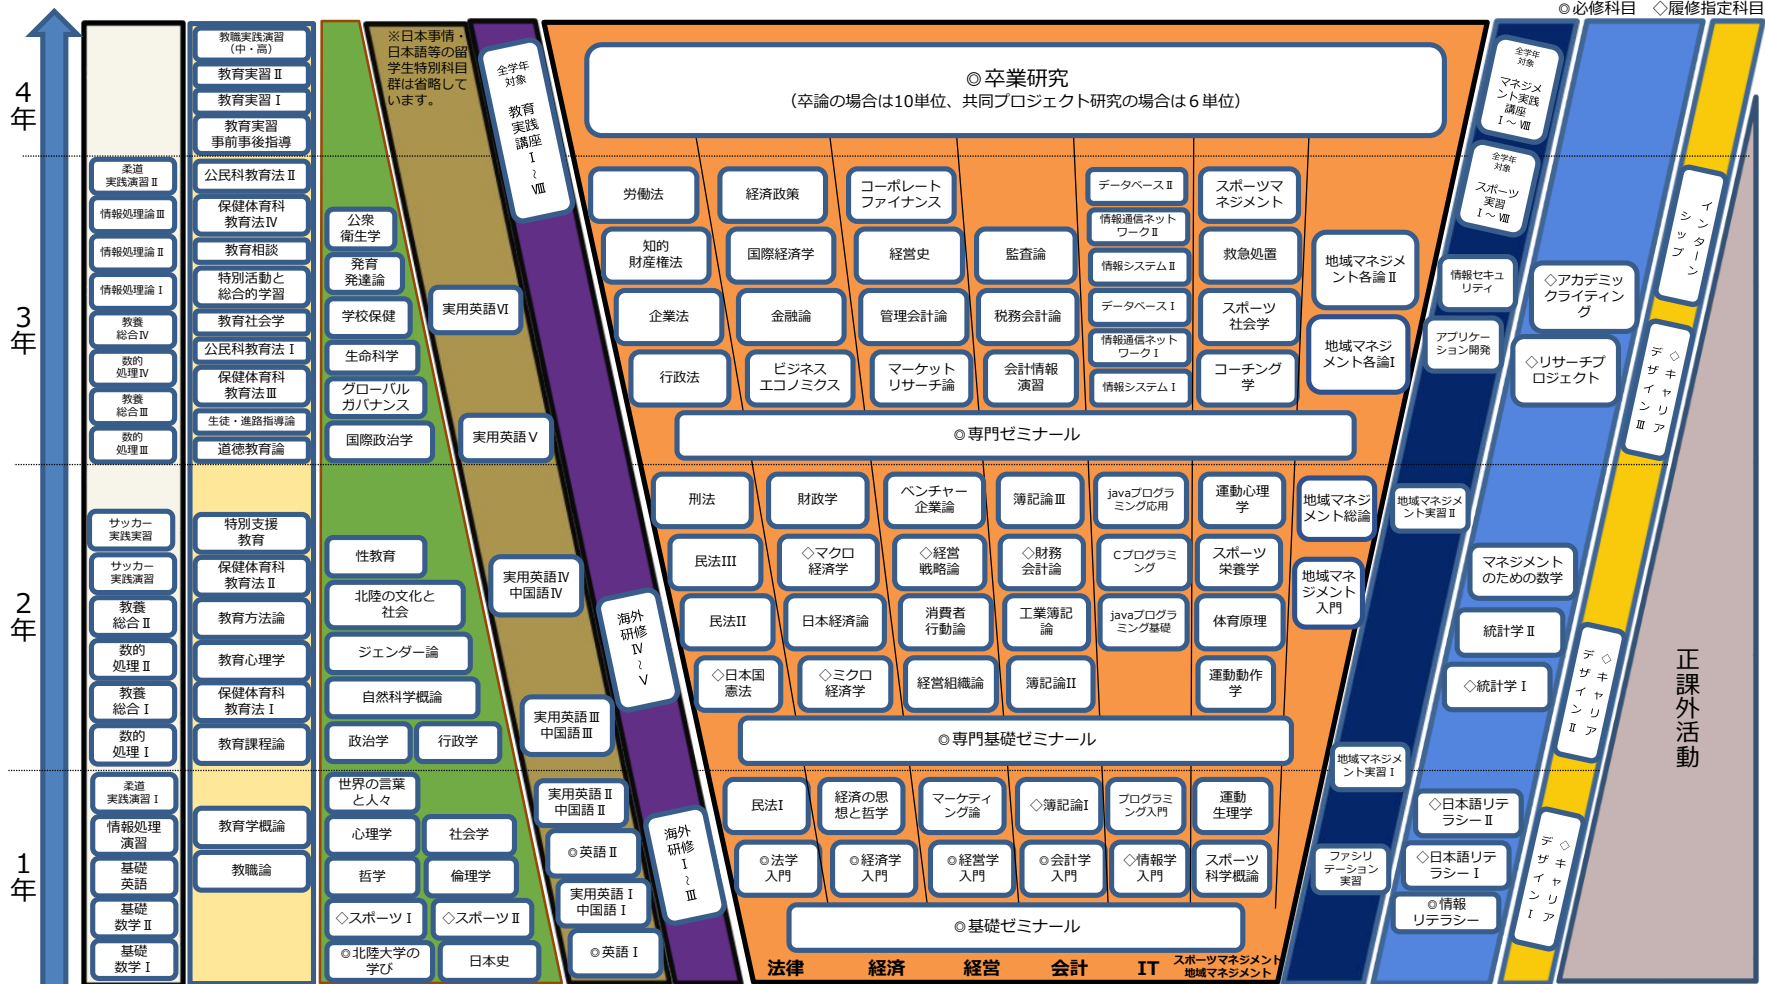 ◎必修科目　◇履修指定科目
4
年
3
年
2
年
1
年
柔道
実践演習Ⅱ
情報処理論Ⅲ
情報処理論Ⅱ
情報処理論Ⅰ
教養
総合Ⅳ
数的
処理Ⅳ
教養
総合Ⅲ
数的
処理Ⅲ
サッカー
実践実習
サッカー
実践演習
教養
総合Ⅱ
数的
処理Ⅱ
教養
総合Ⅰ
数的
処理Ⅰ
柔道
実践演習Ⅰ
情報処理
演習
基礎
英語
基礎
数学Ⅱ
基礎
数学Ⅰ
教職実践演習
（中・高）
教育実習Ⅱ
教育実習Ⅰ
教育実習
事前事後指導
公民科教育法Ⅱ
保健体育科
教育法Ⅳ
教育相談
特別活動と
総合的学習
教育社会学
公民科教育法Ⅰ
保健体育科
教育法Ⅲ
生徒・進路指導論
道徳教育論
特別支援
教育
保健体育科
教育法Ⅱ
教育方法論
教育心理学
保健体育科
教育法Ⅰ
教育課程論
教育学概論
教職論
公衆
衛生学
発育
発達論
学校保健
生命科学
グローバル
ガバナンス
国際政治学
性教育
北陸の文化と
社会
ジェンダー論
自然科学概論
政治学
行政学
世界の言葉
と人々
心理学
社会学
哲学
倫理学
◇スポーツⅠ
◇スポーツⅡ
◎北陸大学の
学び
日本史
※日本事情・
日本語等の留
学生特別科目
群は省略して
います。
実用英語Ⅵ
実用英語Ⅴ
実用英語Ⅳ
中国語Ⅳ
実用英語Ⅲ
中国語Ⅲ
実用英語Ⅱ
中国語Ⅱ
◎英語Ⅱ
実用英語Ⅰ
中国語Ⅰ
◎英語Ⅰ
全学年
対象
教育実践講座Ⅰ～Ⅷ
海外研修Ⅳ～Ⅴ
海外研修Ⅰ～Ⅲ
◎卒業研究
（卒論の場合は10単位、共同プロジェクト研究の場合は６単位）
労働法
経済政策
コーポレート
ファイナンス
データベースⅡ
スポーツマ
ネジメント
情報通信ネット
ワークⅡ
知的
財産権法
国際経済学
経営史
監査論
情報システムⅡ
救急処置
地域マネジメ
ント各論Ⅱ
企業法
金融論
管理会計論
税務会計論
データベースⅠ
スポーツ
社会学
情報通信ネット
ワークⅠ
地域マネジ
メント各論Ⅰ
行政法
ビジネス
エコノミクス
マーケット
リサーチ論
会計情報
演習
情報システムⅠ
コーチング
学
◎専門ゼミナール
刑法
財政学
ベンチャー
企業論
簿記論Ⅲ
javaプログラ
ミング応用
運動心理
学
地域マネジ
メント総論
民法III
◇マクロ
経済学
◇経営
戦略論
◇財務
会計論
Cプログラミ
ング
スポーツ
栄養学
地域マネ
ジメント
入門
民法II
日本経済論
消費者
行動論
工業簿記
論
javaプログラ
ミング基礎
体育原理
◇日本国
憲法
◇ミクロ
経済学
経営組織論
簿記論II
運動動作
学
◎専門基礎ゼミナール
民法I
経済の思
想と哲学
マーケティ
ング論
◇簿記論I
プログラミ
ング入門
運動
生理学
◎法学
入門
◎経済学
入門
◎経営学
入門
◎会計学
入門
◇情報学
入門
スポーツ
科学概論
◎基礎ゼミナール
法律
経済
経営
会計
IT
スポーツマネジメント
地域マネジメント
全学年
対象
マネジメ
ント実践
講座
Ⅰ～Ⅷ
全学年
対象
スポーツ
実習
Ⅰ～Ⅷ
情報セキュ
リティ
アプリケー
ション開発
地域マネジメ
ント実習Ⅱ
地域マネジメ
ント実習Ⅰ
ファシリ
テーション
実習
◇アカデミッ
クライティン
グ
◇リサーチプ
ロジェクト
マネジメント
のための数学
統計学Ⅱ
◇統計学Ⅰ
◇日本語リテ
ラシーⅡ
◇日本語リテ
ラシーⅠ
◎情報
リテラシー
インターン
シップ
◇キャリア
デザインⅢ
◇キャリア
デザインⅡ
◇キャリア
デザインⅠ
正課外活動